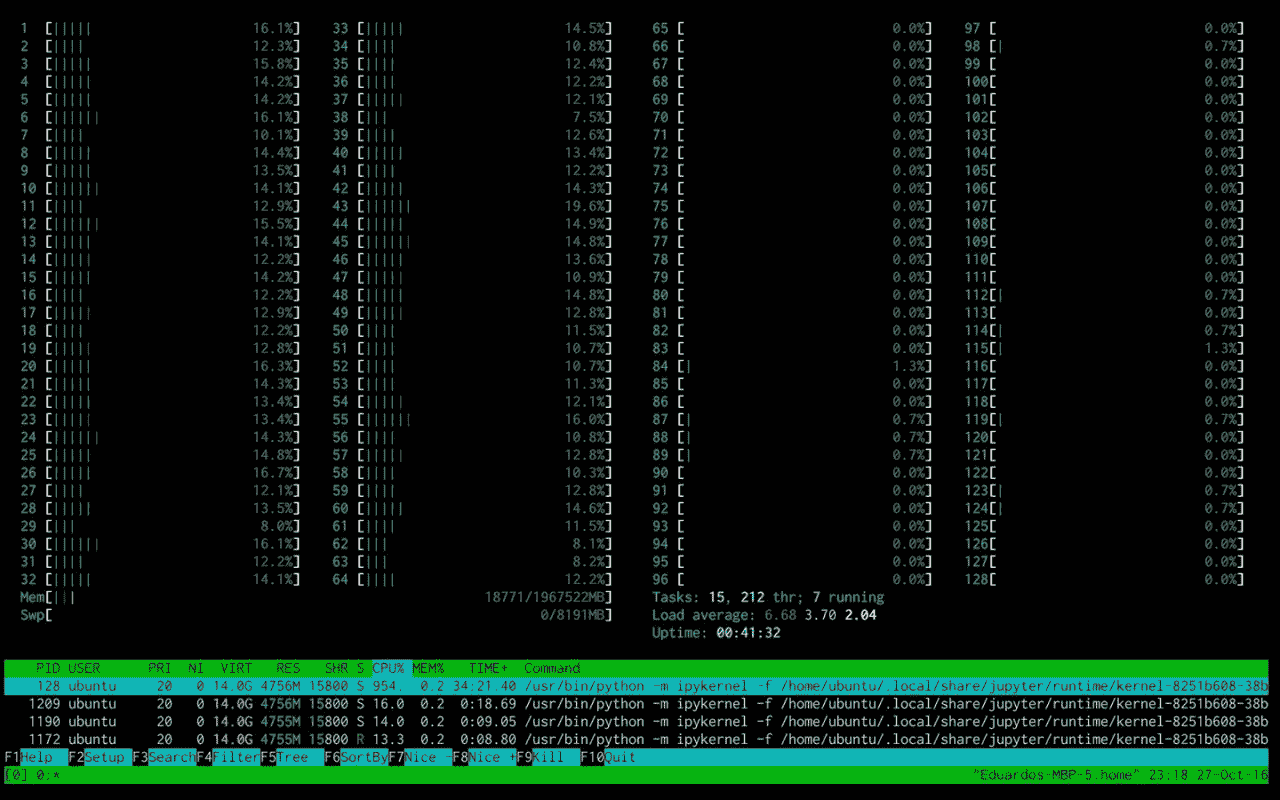 1 [||||| 16.1%] 33 [||||| 14.5%] 65 [ 0.0%] 97 [ 0.0%]
2 [|||| 12.3%] 34 [|||| 10.8%] 66 [ 0.0%] 98 [| 0.7%]
3 [||||| 15.8%] 35 [|||| 12.4%] 67 [ 0.0%] 99 [ 0.0%]
4 [||||| 14.2%] 36 [|||| 12.2%] 68 [ 0.0%] 100[ 0.0%]
5 [||||| 14.2%] 37 [||||| 12.1%] 69 [ 0.0%] 101[ 0.0%]
6 [|||||| 16.1%] 38 [||| 7.5%] 70 [ 0.0%] 102[ 0.0%]
7 [|||| 10.1%] 39 [|||| 12.6%] 71 [ 0.0%] 103[ 0.0%]
8 [||||| 14.4%] 40 [||||| 13.4%] 72 [ 0.0%] 104[ 0.0%]
9 [||||| 13.5%] 41 [|||| 12.2%] 73 [ 0.0%] 105[ 0.0%]
10 [|||||| 14.1%] 42 [||||| 14.3%] 74 [ 0.0%] 106[ 0.0%]
11 [|||| 12.9%] 43 [|||||| 19.6%] 75 [ 0.0%] 107[ 0.0%]
12 [|||||| 15.5%] 44 [||||| 14.9%] 76 [ 0.0%] 108[ 0.0%]
13 [||||| 14.1%] 45 [|||||| 14.8%] 77 [ 0.0%] 109[ 0.0%]
14 [||||| 12.2%] 46 [||||| 13.6%] 78 [ 0.0%] 110[ 0.0%]
15 [||||| 14.2%] 47 [||||| 10.9%] 79 [ 0.0%] 111[ 0.0%]
16 [|||| 12.2%] 48 [||||| 14.8%] 80 [ 0.0%] 112[| 0.7%]
17 [||||| 12.9%] 49 [||||| 12.8%] 81 [ 0.0%] 113[ 0.0%]
18 [|||| 12.2%] 50 [|||| 11.5%] 82 [ 0.0%] 114[| 0.7%]
19 [||||| 12.8%] 51 [|||| 10.7%] 83 [ 0.0%] 115[| 1.3%]
20 [||||| 16.3%] 52 [|||| 10.7%] 84 [| 1.3%] 116[ 0.0%]
21 [||||| 14.3%] 53 [|||| 11.3%] 85 [ 0.0%] 117[ 0.0%]
22 [||||| 13.4%] 54 [||||| 12.1%] 86 [ 0.0%] 118[ 0.0%]
23 [||||| 13.4%] 55 [|||||| 16.0%] 87 [| 0.7%] 119[| 0.7%]
24 [|||||| 14.3%] 56 [|||| 10.8%] 88 [| 0.7%] 120[ 0.0%]
25 [||||| 14.8%] 57 [||||| 12.8%] 89 [| 0.7%] 121[ 0.0%]
26 [||||| 16.7%] 58 [|||| 10.3%] 90 [ 0.0%] 122[ 0.0%]
27 [|||| 12.1%] 59 [|||| 12.8%] 91 [ 0.0%] 123[| 0.7%]
28 [||||| 13.5%] 60 [||||| 14.6%] 92 [ 0.0%] 124[| 0.7%]
29 [||| 8.0%] 61 [|||| 11.5%] 93 [ 0.0%] 125[ 0.0%]
30 [|||||| 16.1%] 62 [||| 8.1%] 94 [ 0.0%] 126[ 0.0%]
31 [|||| 12.2%] 63 [||| 8.2%] 95 [ 0.0%] 127[ 0.0%]
32 [||||| 14.1%] 64 [|||| 12.2%] 96 [ 0.0%] 128[ 0.0%]
Mem[||| 18771/1967522MB] Tasks: 15, 212 thr; 7 running
Swp[ 0/8191MB] Load average: 6.68 3.70 2.04
Uptime: 00:41:32
PID USER PRI NI VIRT RES SHR S CPU% MEM% TIME+ Command
128 ubuntu 20 0 14.0G 4756M 15800 S 954. 0.2 34:21.40 /usr/bin/python -m ipykernel -f /home/ubuntu/.local/share/jupyter/runtime/kernel-8251b608-38b
1209 ubuntu 20 0 14.0G 4756M 15800 S 16.0 0.2 0:18.69 /usr/bin/python -m ipykernel -f /home/ubuntu/.local/share/jupyter/runtime/kernel-8251b608-38b
1190 ubuntu 20 0 14.0G 4755M 15800 S 14.0 0.2 0:09.05 /usr/bin/python -m ipykernel -f /home/ubuntu/.local/share/jupyter/runtime/kernel-8251b608-38b
1172 ubuntu 20 0 14.0G 4755M 15800 R 13.3 0.2 0:08.80 /usr/bin/python -m ipykernel -f /home/ubuntu/.local/share/jupyter/runtime/kernel-8251b608-38b
F1Help F2Setup F3SearchF4FilterF5Tree F6SortByF7Nice -F8Nice +F9Kill F10Quit
[0] 0:* "Eduardos-MBP-5.home" 23:18 27-Oct-16